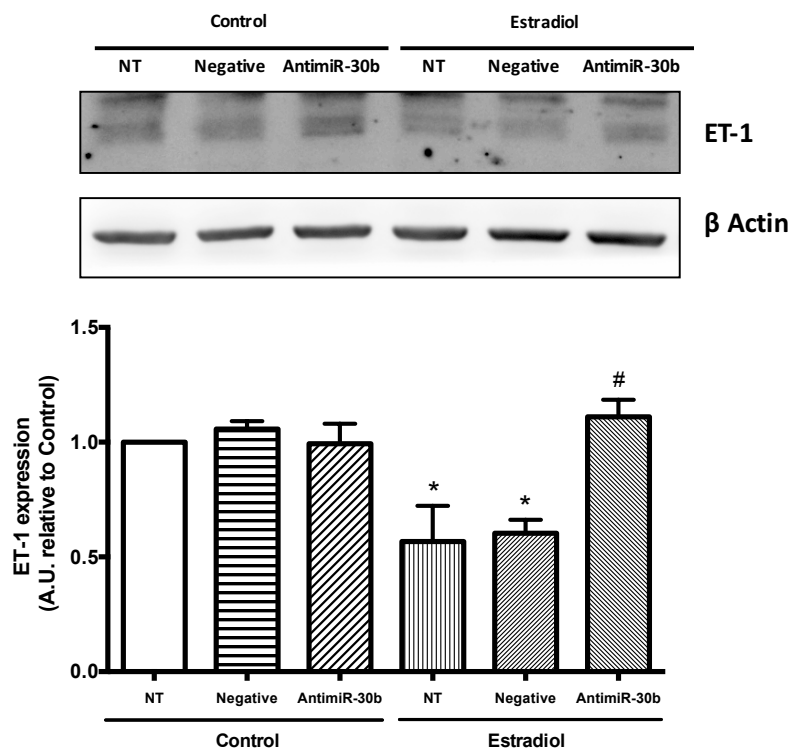 Control Estradiol
NT Negative AntimiR-30b NT Negative AntimiR-30b
ET-1
β Actin
1.5
1.0
0.5
0.0
ET-1 expression
(A.U. relative to Control)
* * #
NT Negative AntimiR-30b NT Negative AntimiR-30b
Control Estradiol